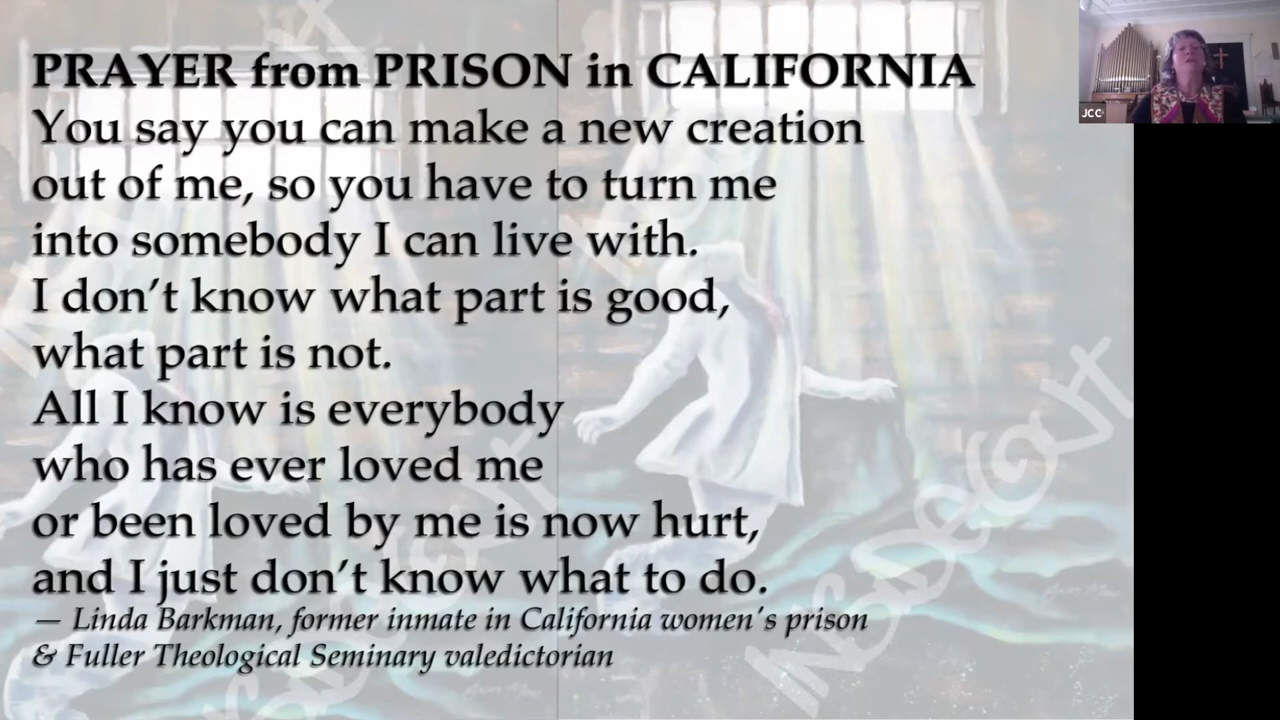 PRAYER from PRISON in CALIFORNIA
You say you can make a new creation
out of me, so you have to turn me
into somebody I can live with.
I don’t know what part is good,
what part is not.
All I know is everybody
who has ever loved me
or been loved by me is now hurt,
and I just don’t know what to do.
— Linda Barkman, former inmate in California women's prison
& Fuller Theological Seminary valedictorian
JCC
INSIDEOUT